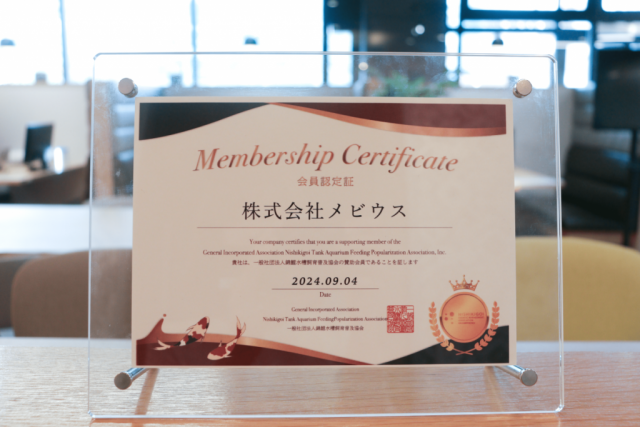 Membership Certificate
会員認定証
株式会社メビウス
Your company certifies that you are a supporting member of the
General Incorporated Association Nishikigoi Tank Aquarium Feeding Popularization Association, Inc.
貴社は、一般社団法人錦鯉水槽飼育普及協会の賛助会員であることを証します
2024.09.04
Date
General Incorporated Association
Nishikigoi Tank Aquarium Feeding Popularization Association
一般社団法人錦鯉水槽飼育普及協会